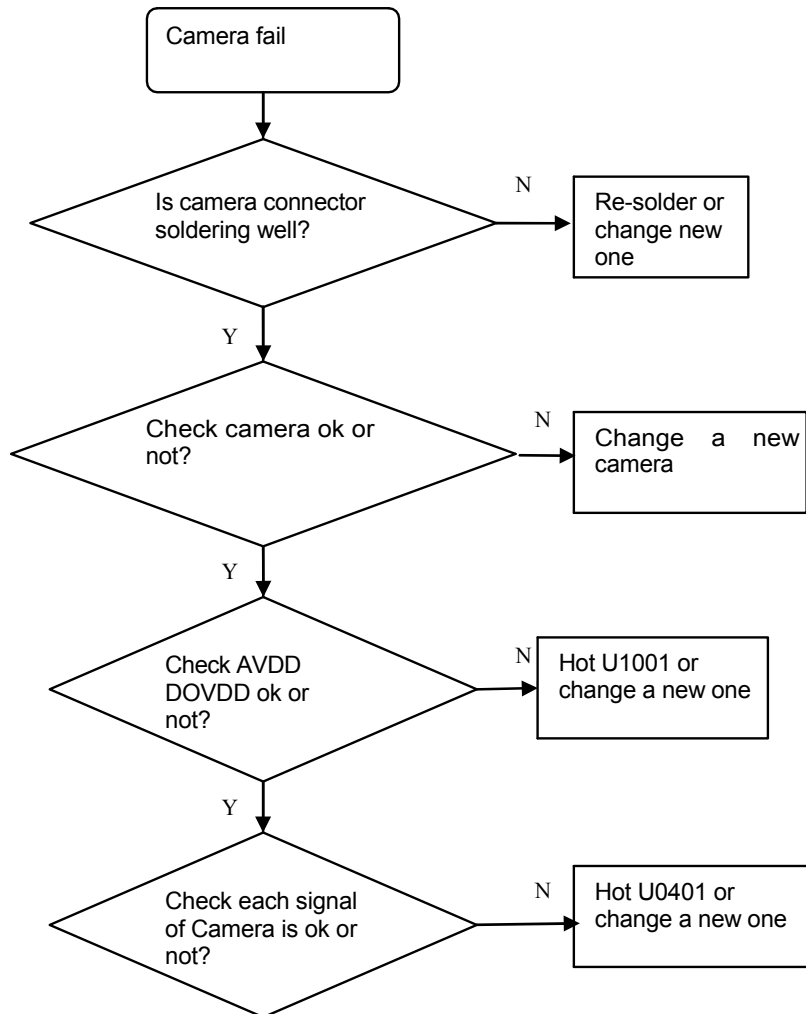 Camera fail
Is camera connector
soldering well?
N
Re-solder or
change new
one
Y
Check camera ok or
not?
N
Change a new
camera
Y
Check AVDD
DOVDD ok or
not?
N
Hot U1001 or
change a new one
Y
Check each signal
of Camera is ok or
not?
N
Hot U0401 or
change a new one